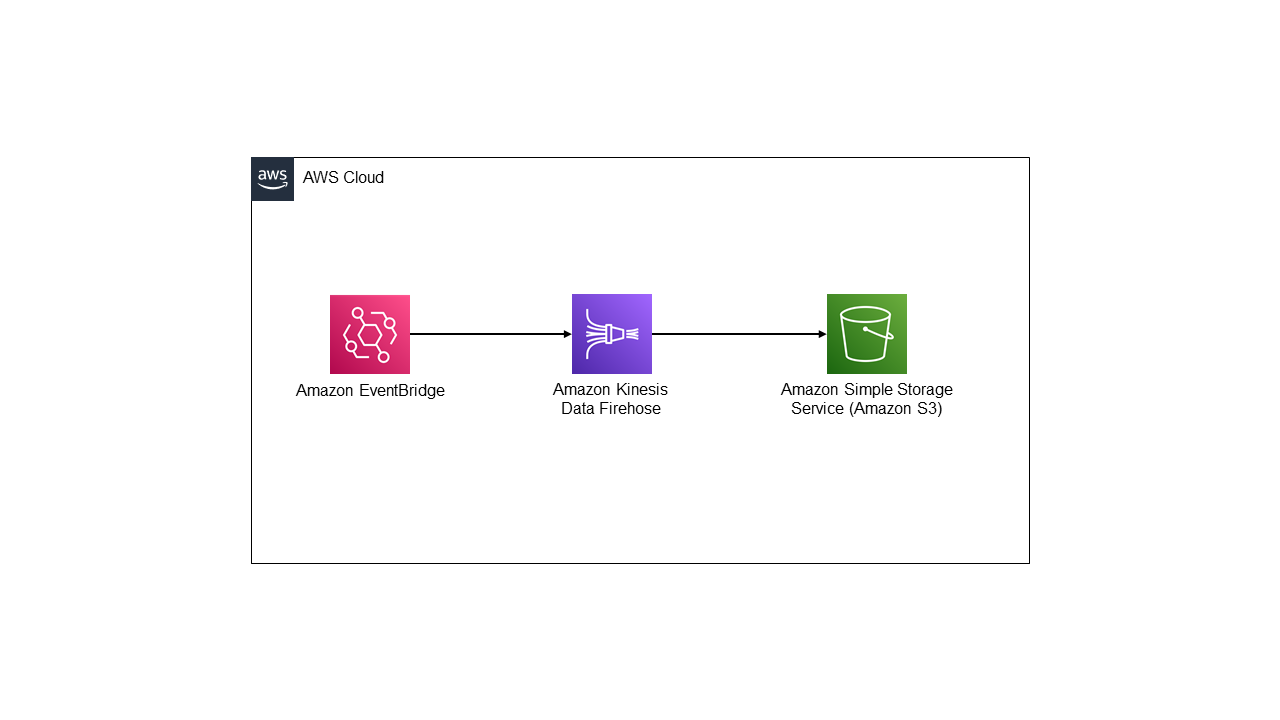 aws
AWS Cloud
Amazon EventBridge
Amazon Kinesis
Data Firehose
Amazon Simple Storage
Service (Amazon S3)